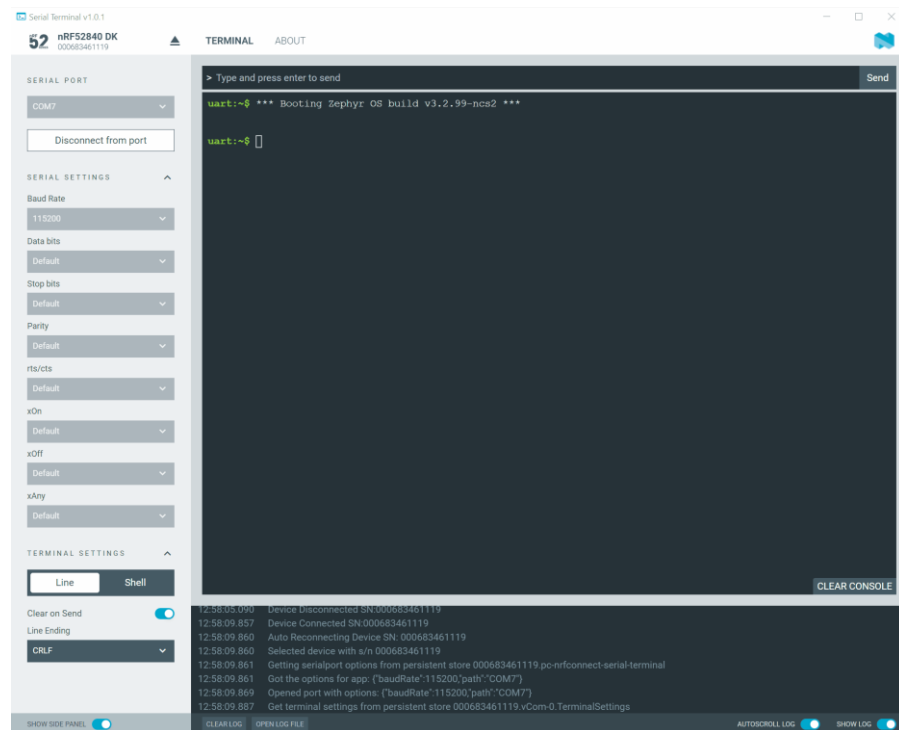 Serial Terminal v1.0.1
nRF 52
nRF52840 DK
000683461119
TERMINAL ABOUT
SERIAL PORT
COM7
Disconnect from port
SERIAL SETTINGS
Baud Rate
115200
Data bits
Default
Stop bits
Default
Parity
Default
rts/cts
Default
xOn
Default
xOff
Default
xAny
Default
TERMINAL SETTINGS
Line Shell
Clear on Send
Line Ending
CRLF
SHOW SIDE PANEL
> Type and press enter to send Send
uart:~$ *** Booting Zephyr OS build v3.2.99-ncs2 ***
uart:~$
CLEAR CONSOLE
12:58:05.090 Device Disconnected SN:000683461119
12:58:09.857 Device Connected SN:000683461119
12:58:09.860 Auto Reconnecting Device SN: 000683461119
12:58:09.860 Selected device with s/n 000683461119
12:58:09.861 Getting serialport options from persistent store 000683461119.pc-nrfconnect-serial-terminal
12:58:09.861 Got the options for app: {"baudRate":115200,"path":"COM7"}
12:58:09.869 Opened port with options: {"baudRate":115200,"path":"COM7"}
12:58:09.887 Get terminal settings from persistent store 000683461119.vCom-0.TerminalSettings
CLEAR LOG OPEN LOG FILE AUTOSCROLL LOG SHOW LOG